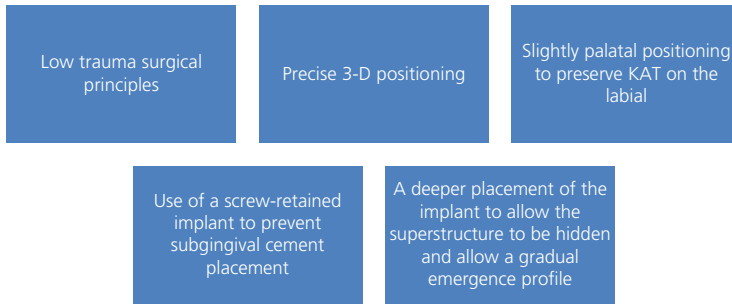 Low trauma surgical
principles
Precise 3-D positioning
Slightly palatal positioning
to preserve KAT on the
labial
Use of a screw-retained
implant to prevent
subgingival cement
placement
A deeper placement of the
implant to allow the
superstructure to be hidden
and allow a gradual
emergence profile